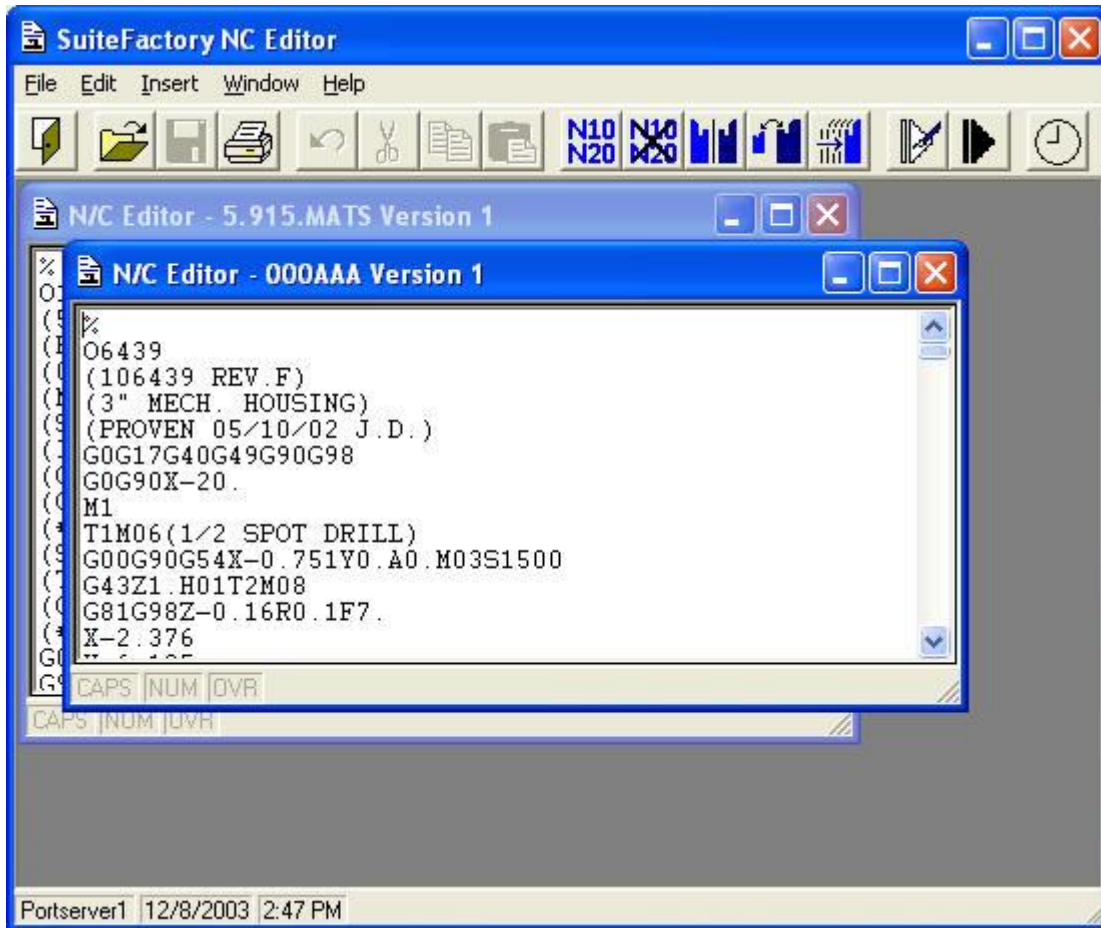 SuiteFactory NC Editor
File Edit Insert Window Help
N10 N10
N20 N20
N/C Editor - 5.915.MATS Version 1
%
N/C Editor - 000AAA Version 1
%
O6439
(106439 REV.F)
(3" MECH. HOUSING)
(PROVEN 05/10/02 J.D.)
G0G17G40G49G90G98
G0G90X-20.
M1
T1M06(1/2 SPOT DRILL)
G00G90G54X-0.751Y0.A0.M03S1500
G43Z1.H01T2M08
G81G98Z-0.16R0.1F7.
X-2.376
CAPS NUM OVR
CAPS NUM OVR
Portserver1 12/8/2003 2:47 PM